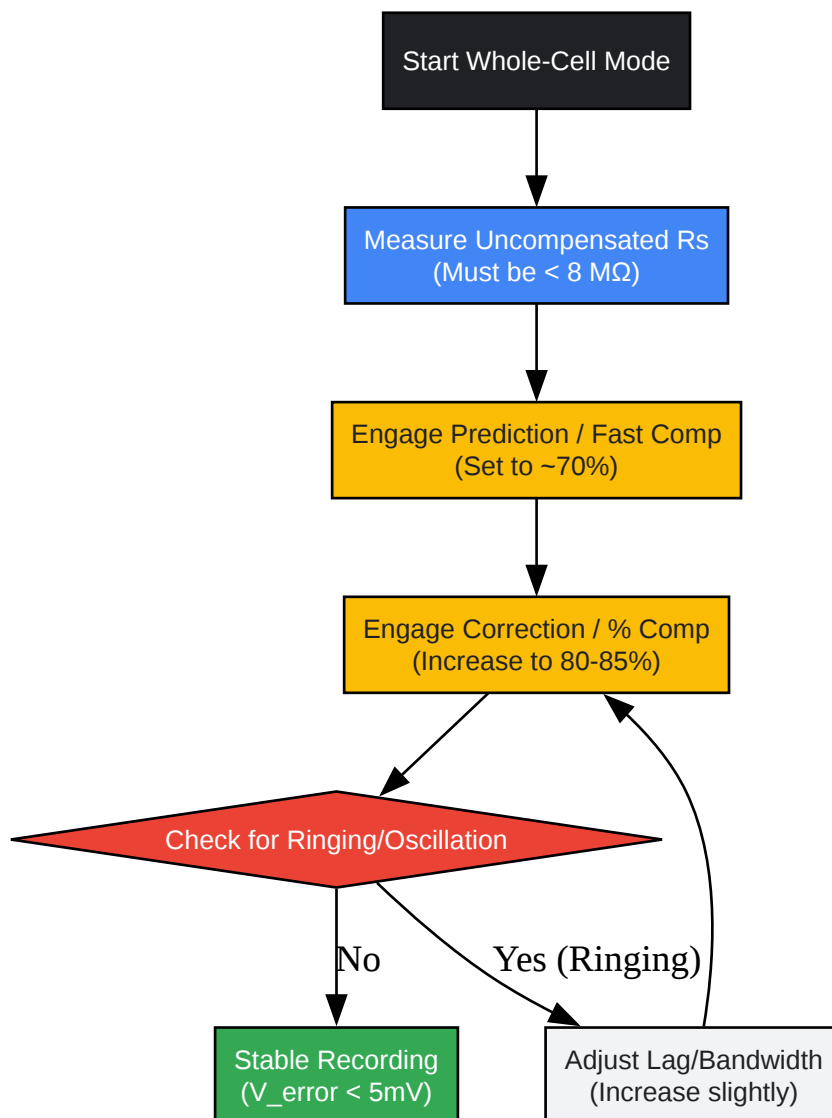 Start Whole-Cell Mode
Measure Uncompensated Rs
(Must be < 8 MΩ)
Engage Prediction / Fast Comp
(Set to ~70%)
Engage Correction / % Comp
(Increase to 80-85%)
Check for Ringing/Oscillation
No
Yes (Ringing)
Stable Recording
(V_error < 5mV)
Adjust Lag/Bandwidth
(Increase slightly)